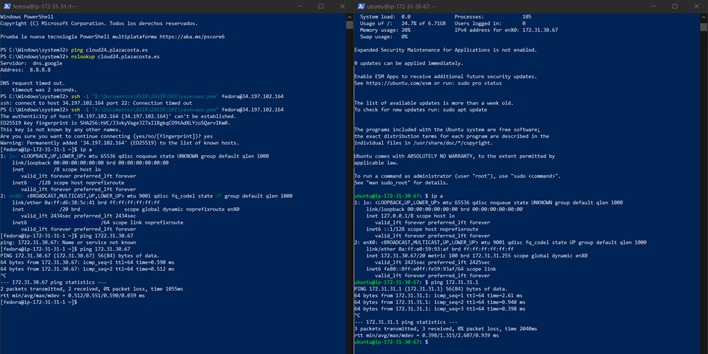 fedora@ip-172-31-31-1:~
Windows PowerShell
Copyright (C) Microsoft Corporation. Todos los derechos reservados.
Prueba la nueva tecnología PowerShell multiplataforma https://aka.ms/pscore6
PS C:\Windows\system32> ping cloud24.plazacosta.es
PS C:\Windows\system32> nslookup cloud24.plazacosta.es
Servidor: dns.google
Address: 8.8.8.8
DNS request timed out.
timeout was 2 seconds.
PS C:\Windows\system32> ssh -i fedora@34.197.102.164
ssh: connect to host 34.197.102.164 port 22: Connection timed out
PS C:\Windows\system32> ssh -i fedora@34.197.102.164
The authenticity of host '34.197.102.164 (34.197.102.164)' can't be established.
ED25519 key fingerprint is
This key is not known by any other names.
Are you sure you want to continue connecting (yes/no/[fingerprint])? yes
Warning: Permanently added '34.197.102.164' (ED25519) to the list of known hosts.
[fedora@ip-172-31-31-1 ~]$ ip a
1: lo: <LOOPBACK,UP,LOWER_UP> mtu 65536 qdisc noqueue state UNKNOWN group default qlen 1000
link/loopback 00:00:00:00:00:00 brd 00:00:00:00:00:00
inet /8 scope host lo
valid_lft forever preferred_lft forever
inet6 /128 scope host noprefixroute
valid_lft forever preferred_lft forever
2: enX0: <BROADCAST,MULTICAST,UP,LOWER_UP> mtu 9001 qdisc fq_codel state UP group default qlen 1000
link/ether 0a:ff:d6:38:5c:41 brd ff:ff:ff:ff:ff:ff
inet /20 brd scope global dynamic noprefixroute enX0
valid_lft 2434sec preferred_lft 2434sec
inet6 /64 scope link noprefixroute
valid_lft forever preferred_lft forever
[fedora@ip-172-31-31-1 ~]$ ping 1722.31.30.67
ping: 1722.31.30.67: Name or service not known
[fedora@ip-172-31-31-1 ~]$ ping 172.31.30.67
PING 172.31.30.67 (172.31.30.67) 56(84) bytes of data.
64 bytes from 172.31.30.67: icmp_seq=1 ttl=64 time=0.590 ms
64 bytes from 172.31.30.67: icmp_seq=2 ttl=64 time=0.512 ms
^C
--- 172.31.30.67 ping statistics ---
2 packets transmitted, 2 received, 0% packet loss, time 1055ms
rtt min/avg/max/mdev = 0.512/0.551/0.590/0.039 ms
[fedora@ip-172-31-31-1 ~]$
ubuntu@ip-172-31-30-67: ~
System load: 0.0 Processes: 105
Usage of /: 24.7% of 6.71GB Users logged in: 0
Memory usage: 20% IPv4 address for enX0: 172.31.30.67
Swap usage: 0%
Expanded Security Maintenance for Applications is not enabled.
0 updates can be applied immediately.
Enable ESM Apps to receive additional future security updates.
See https://ubuntu.com/esm or run: sudo pro status
The list of available updates is more than a week old.
To check for new updates run: sudo apt update
The programs included with the Ubuntu system are free software;
the exact distribution terms for each program are described in the
individual files in /usr/share/doc/*/copyright.
Ubuntu comes with ABSOLUTELY NO WARRANTY, to the extent permitted by
applicable law.
To run a command as administrator (user "root"), use "sudo <command>".
See "man sudo_root" for details.
ubuntu@ip-172-31-30-67:~$ ip a
1: lo: <LOOPBACK,UP,LOWER_UP> mtu 65536 qdisc noqueue state UNKNOWN group default qlen 1000
link/loopback 00:00:00:00:00:00 brd 00:00:00:00:00:00
inet 127.0.0.1/8 scope host lo
valid_lft forever preferred_lft forever
inet6 ::1/128 scope host noprefixroute
valid_lft forever preferred_lft forever
2: enX0: <BROADCAST,MULTICAST,UP,LOWER_UP> mtu 9001 qdisc fq_codel state UP group default qlen 1000
link/ether 0a:ff:e0:59:93:af brd ff:ff:ff:ff:ff:ff
inet 172.31.30.67/20 metric 100 brd 172.31.31.255 scope global dynamic enX0
valid_lft 2425sec preferred_lft 2425sec
inet6 fe80::8ff:e0ff:fe59:93af/64 scope link
valid_lft forever preferred_lft forever
ubuntu@ip-172-31-30-67:~$ ping 172.31.31.1
PING 172.31.31.1 (172.31.31.1) 56(84) bytes of data.
64 bytes from 172.31.31.1: icmp_seq=1 ttl=64 time=2.61 ms
64 bytes from 172.31.31.1: icmp_seq=2 ttl=64 time=0.940 ms
64 bytes from 172.31.31.1: icmp_seq=3 ttl=64 time=0.398 ms
^C
--- 172.31.31.1 ping statistics ---
3 packets transmitted, 3 received, 0% packet loss, time 2040ms
rtt min/avg/max/mdev = 0.398/1.315/2.607/0.939 ms
ubuntu@ip-172-31-30-67:~$